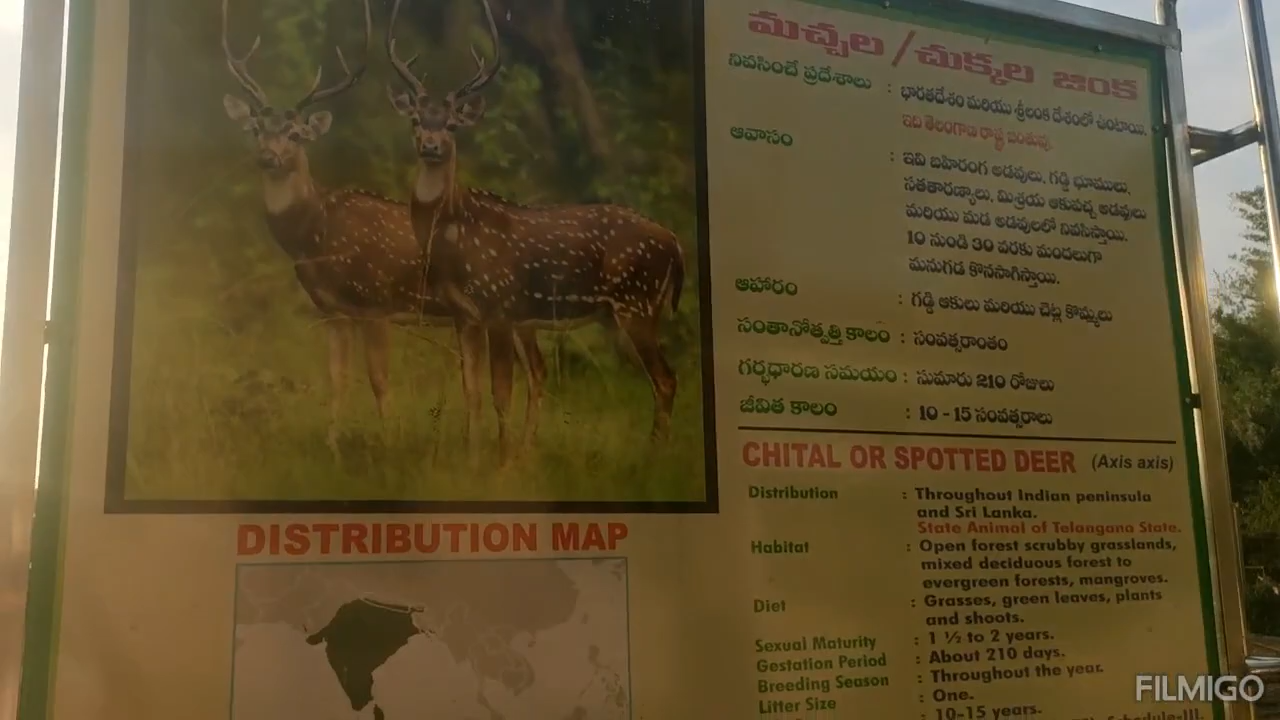 మచ్చల / చుక్కల జింక
నివసించే ప్రదేశాలు : భారతదేశం మరియు శ్రీలంక దేశంలో ఉంటాయి.
ఇది తెలంగాణ రాష్ట్ర జంతువు.
ఆవాసం : ఇవి బహిరంగ అడవులు, గడ్డి భూములు,
సతతారణ్యాలు, మిశ్రమ ఆకుపచ్చ అడవులు
మరియు మడ అడవులలో నివసిస్తాయి.
10 నుండి 30 వరకు మందలుగా
మనుగడ కొనసాగిస్తాయి.
ఆహారం : గడ్డి ఆకులు మరియు చెట్ల కొమ్మలు
సంతానోత్పత్తి కాలం : సంవత్సరాంతం
గర్భధారణ సమయం : సుమారు 210 రోజులు
జీవిత కాలం : 10 - 15 సంవత్సరాలు
CHITAL OR SPOTTED DEER (Axis axis)
Distribution : Throughout Indian peninsula
and Sri Lanka.
State Animal of Telangana State.
Habitat : Open forest scrubby grasslands,
mixed deciduous forest to
evergreen forests, mangroves.
Diet : Grasses, green leaves, plants
and shoots.
Sexual Maturity : 1 ½ to 2 years.
Gestation Period : About 210 days.
Breeding Season : Throughout the year.
Litter Size : One.
: 10-15 years.
Schedule-III.
DISTRIBUTION MAP
FILMIGO